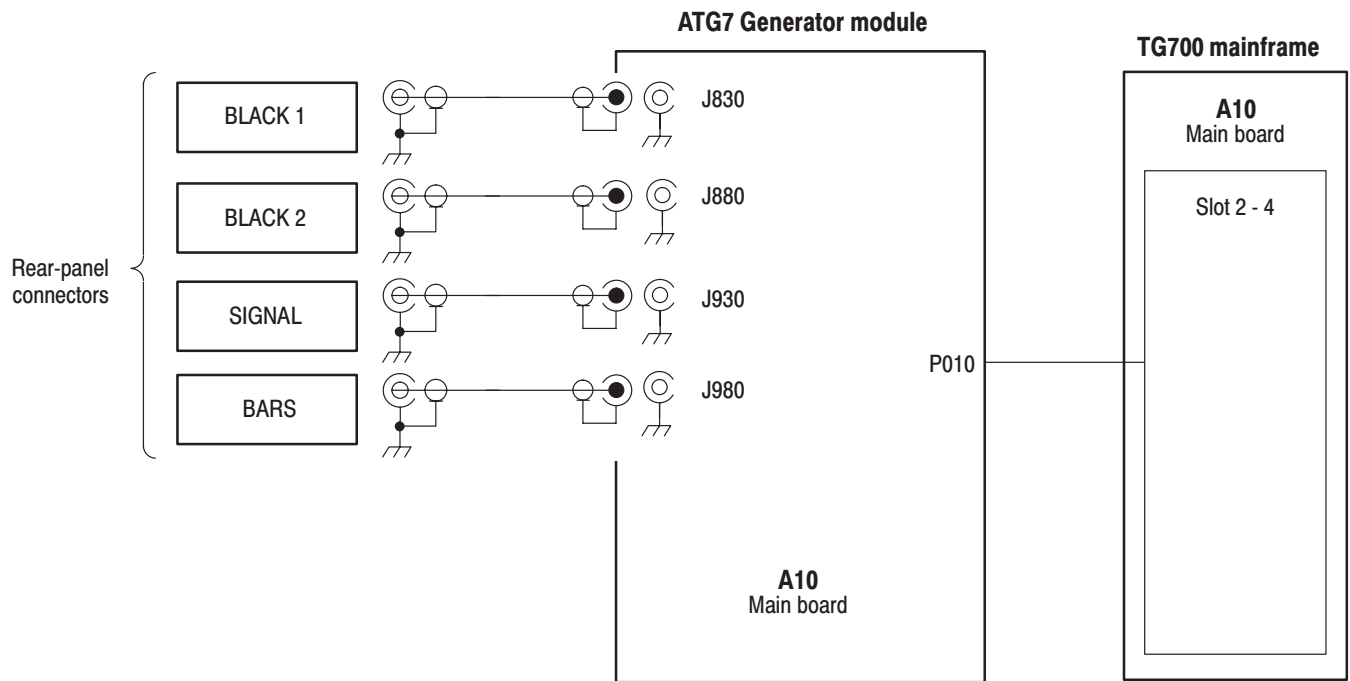 ATG7 Generator module
TG700 mainframe
BLACK 1
J830
A10
Main board
BLACK 2
J880
Slot 2 - 4
Rear-panel
connectors
SIGNAL
J930
P010
BARS
J980
A10
Main board